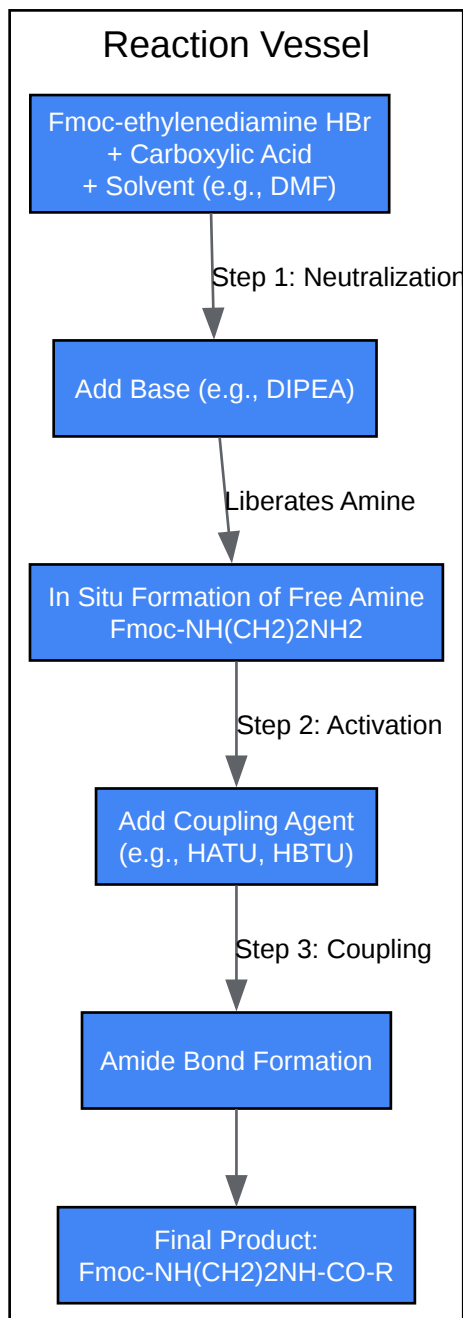 Reaction Vessel
Fmoc-ethylenediamine HBr
+ Carboxylic Acid
+ Solvent (e.g., DMF)
Step 1: Neutralization
Add Base (e.g., DIPEA)
Liberates Amine
In Situ Formation of Free Amine
Fmoc-NH(CH2)2NH2
Step 2: Activation
Add Coupling Agent
(e.g., HATU, HBTU)
Step 3: Coupling
Amide Bond Formation
Final Product:
Fmoc-NH(CH2)2NH-CO-R